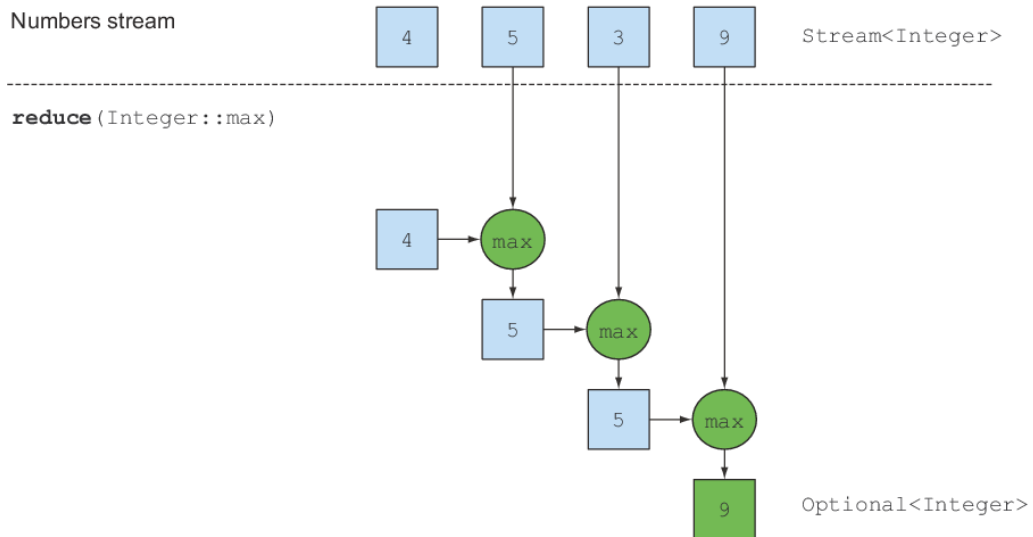 Numbers stream
4 5 3 9 Stream<Integer>
reduce(Integer::max)
4 max
5 max
5 max
9 Optional<Integer>